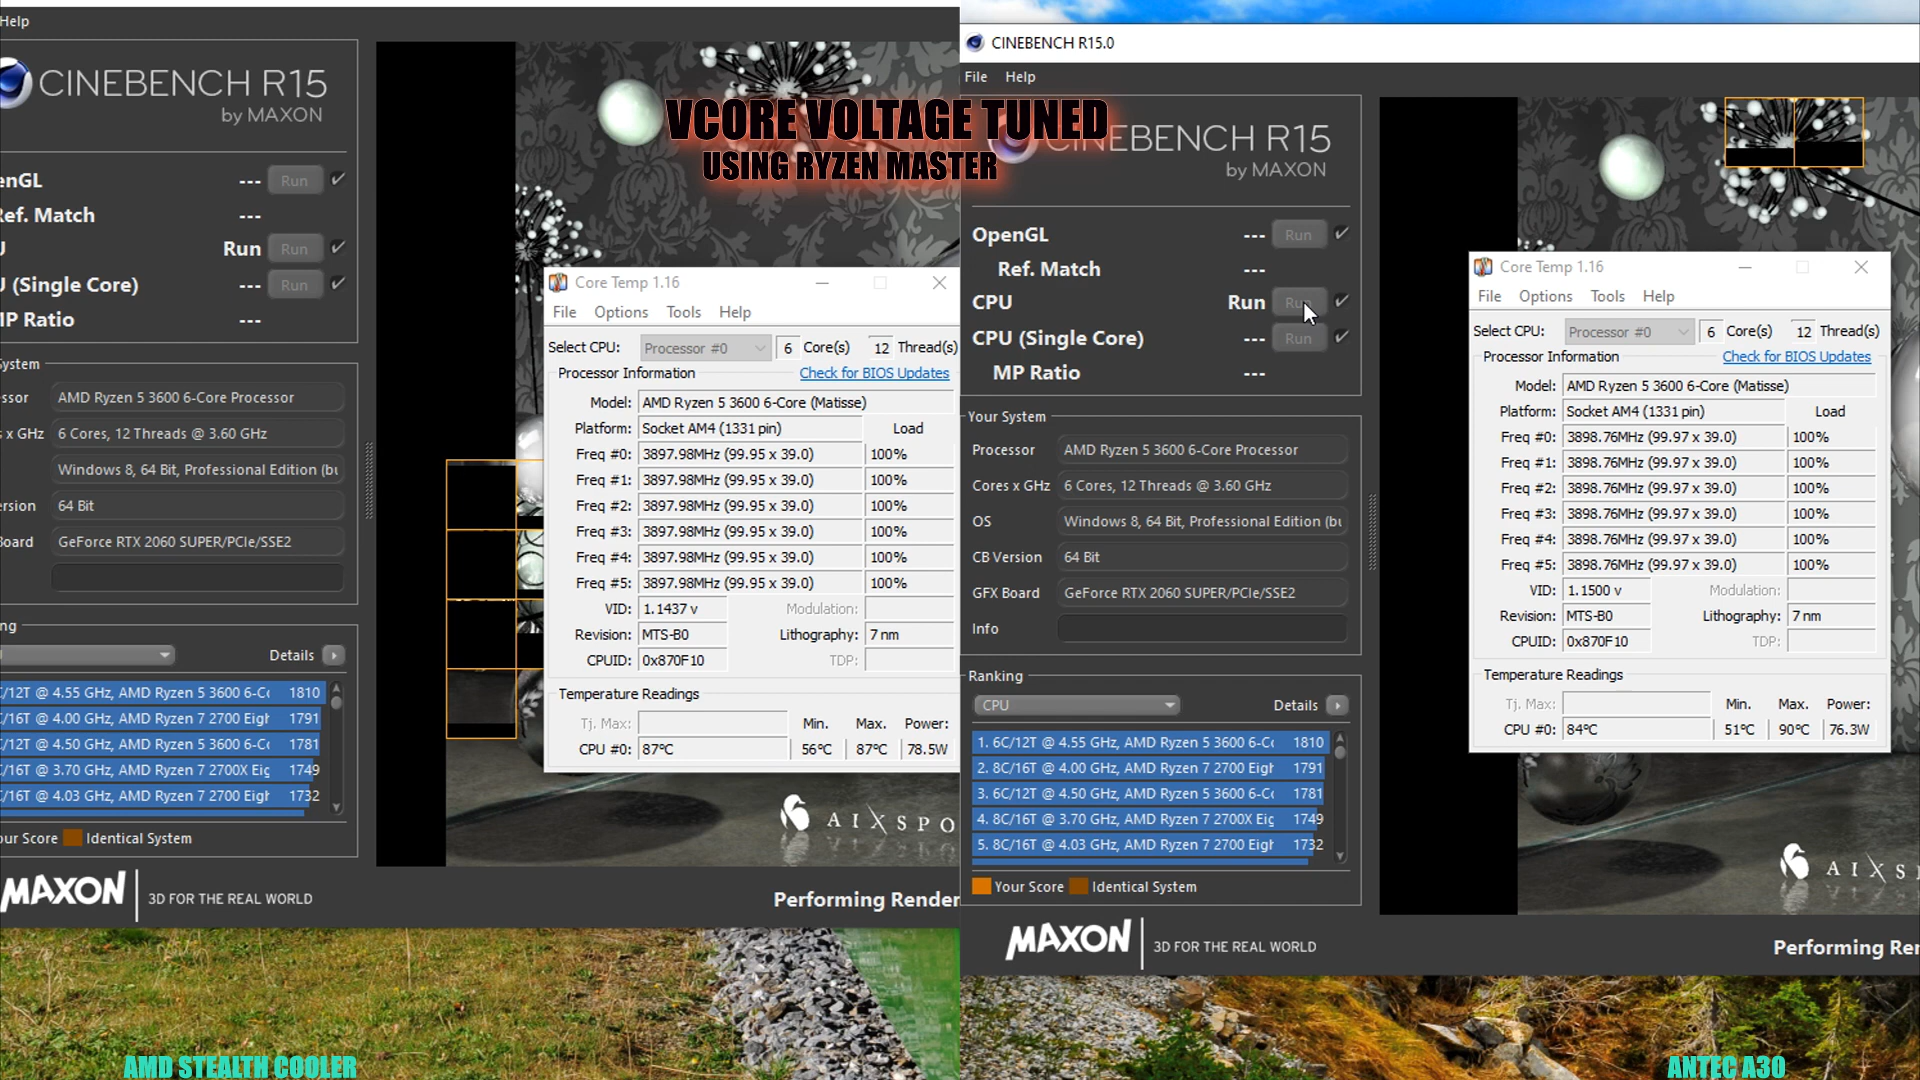 Help
CINEBENCH R15
by MAXON
enGL --- Run
Ref. Match ---
Run Run
(Single Core) --- Run
MP Ratio ---
System
ssor AMD Ryzen 5 3600 6-Core Processor
s x GHz 6 Cores, 12 Threads @ 3.60 GHz
Windows 8, 64 Bit, Professional Edition (bu
ersion 64 Bit
Board GeForce RTX 2060 SUPER/PCIe/SSE2
ng
Details
/12T @ 4.55 GHz, AMD Ryzen 5 3600 6-Co 1810
/16T @ 4.00 GHz, AMD Ryzen 7 2700 Eigh 1791
/12T @ 4.50 GHz, AMD Ryzen 5 3600 6-Co 1781
/16T @ 3.70 GHz, AMD Ryzen 7 2700X Eig 1749
/16T @ 4.03 GHz, AMD Ryzen 7 2700 Eigh 1732
our Score Identical System
MAXON 3D FOR THE REAL WORLD
Performing Render
AIXSPO
Core Temp 1.16
File Options Tools Help
Select CPU: Processor #0 6 Core(s) 12 Thread(s)
Processor Information Check for BIOS Updates
Model: AMD Ryzen 5 3600 6-Core (Matisse)
Platform: Socket AM4 (1331 pin) Load
Freq #0: 3897.98MHz (99.95 x 39.0) 100%
Freq #1: 3897.98MHz (99.95 x 39.0) 100%
Freq #2: 3897.98MHz (99.95 x 39.0) 100%
Freq #3: 3897.98MHz (99.95 x 39.0) 100%
Freq #4: 3897.98MHz (99.95 x 39.0) 100%
Freq #5: 3897.98MHz (99.95 x 39.0) 100%
VID: 1.1437 v Modulation:
Revision: MTS-B0 Lithography: 7 nm
CPUID: 0x870F10 TDP:
Temperature Readings
Tj. Max: Min. Max. Power:
CPU #0: 87°C 56°C 87°C 78.5W
AMD STEALTH COOLER
VCORE VOLTAGE TUNED
USING RYZEN MASTER
CINEBENCH R15.0
File Help
CINEBENCH R15
by MAXON
OpenGL --- Run
Ref. Match ---
CPU Run Run
CPU (Single Core) --- Run
MP Ratio ---
Your System
Processor AMD Ryzen 5 3600 6-Core Processor
Cores x GHz 6 Cores, 12 Threads @ 3.60 GHz
OS Windows 8, 64 Bit, Professional Edition (bu
CB Version 64 Bit
GFX Board GeForce RTX 2060 SUPER/PCIe/SSE2
Info
Ranking
CPU Details
1. 6C/12T @ 4.55 GHz, AMD Ryzen 5 3600 6-Co 1810
2. 8C/16T @ 4.00 GHz, AMD Ryzen 7 2700 Eigh 1791
3. 6C/12T @ 4.50 GHz, AMD Ryzen 5 3600 6-Co 1781
4. 8C/16T @ 3.70 GHz, AMD Ryzen 7 2700X Eig 1749
5. 8C/16T @ 4.03 GHz, AMD Ryzen 7 2700 Eigh 1732
Your Score Identical System
MAXON 3D FOR THE REAL WORLD
Performing Ren
AIXS
Core Temp 1.16
File Options Tools Help
Select CPU: Processor #0 6 Core(s) 12 Thread(s)
Processor Information Check for BIOS Updates
Model: AMD Ryzen 5 3600 6-Core (Matisse)
Platform: Socket AM4 (1331 pin) Load
Freq #0: 3898.76MHz (99.97 x 39.0) 100%
Freq #1: 3898.76MHz (99.97 x 39.0) 100%
Freq #2: 3898.76MHz (99.97 x 39.0) 100%
Freq #3: 3898.76MHz (99.97 x 39.0) 100%
Freq #4: 3898.76MHz (99.97 x 39.0) 100%
Freq #5: 3898.76MHz (99.97 x 39.0) 100%
VID: 1.1500 v Modulation:
Revision: MTS-B0 Lithography: 7 nm
CPUID: 0x870F10 TDP:
Temperature Readings
Tj. Max: Min. Max. Power:
CPU #0: 84°C 51°C 90°C 76.3W
ANTEC A30